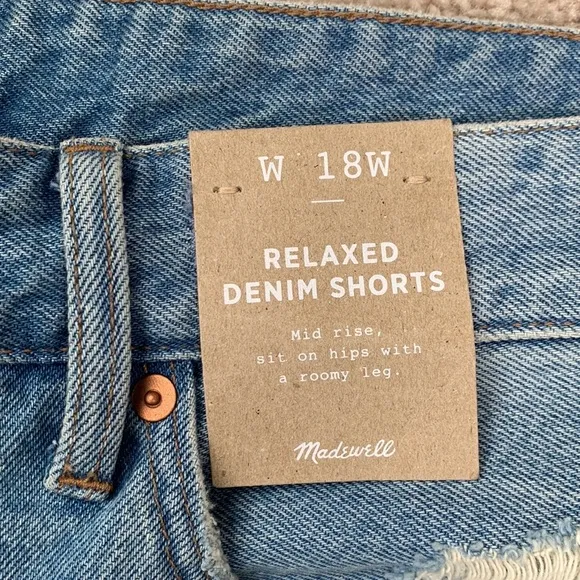 W 18W
RELAXED
DENIM SHORTS
Mid rise,
sit on hips with
a roomy leg.
Madewell